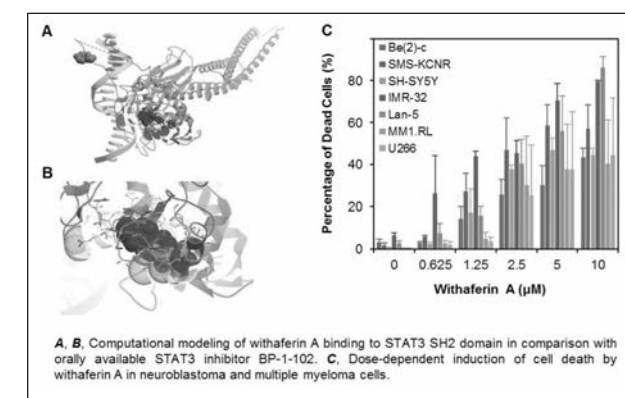 A
C
Percentage of Dead Cells (%)
80
60
40
20
0
Be(2)-c
SMS-KCNR
SH-SY5Y
IMR-32
Lan-5
MM1.RL
U266
0 0.625 1.25 2.5 5 10
Withaferin A (µM)
B
A, B, Computational modeling of withaferin A binding to STAT3 SH2 domain in comparison with
orally available STAT3 inhibitor BP-1-102. C, Dose-dependent induction of cell death by
withaferin A in neuroblastoma and multiple myeloma cells.